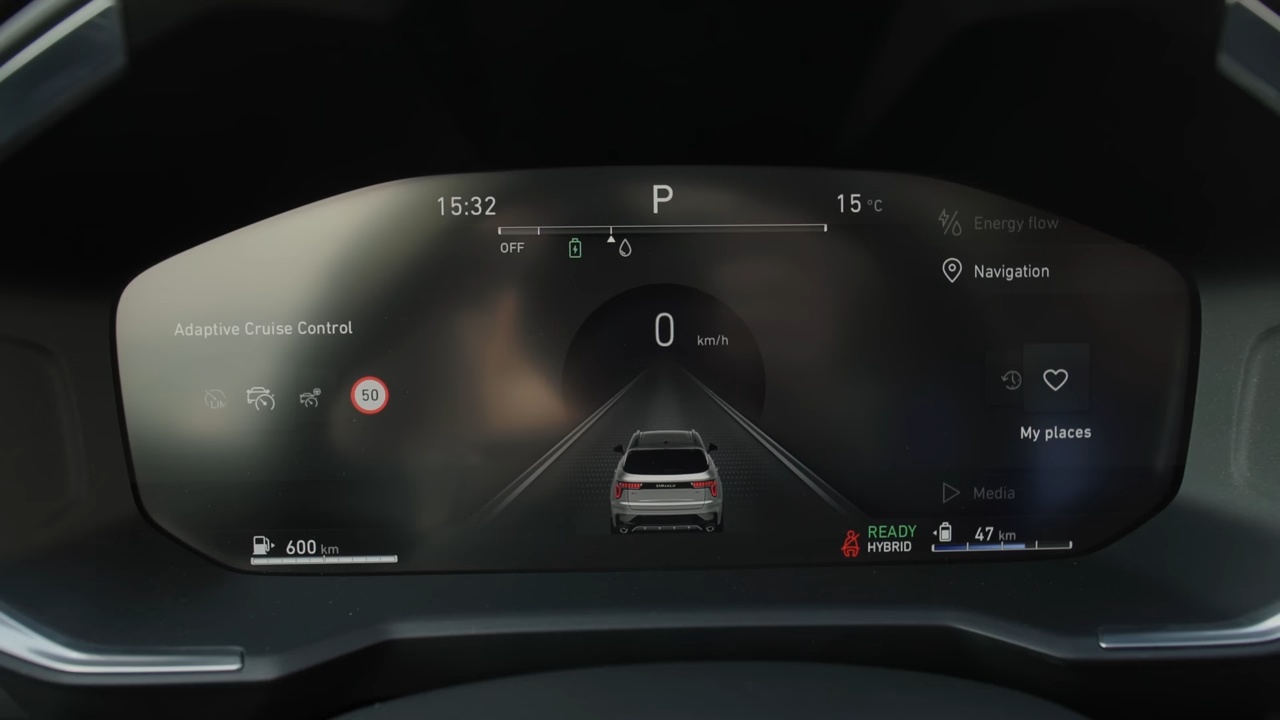 15:32
P
15 °C
OFF
Energy flow
Navigation
Adaptive Cruise Control
0 km/h
LIM
50
My places
Media
600 km
READY
HYBRID
47 km